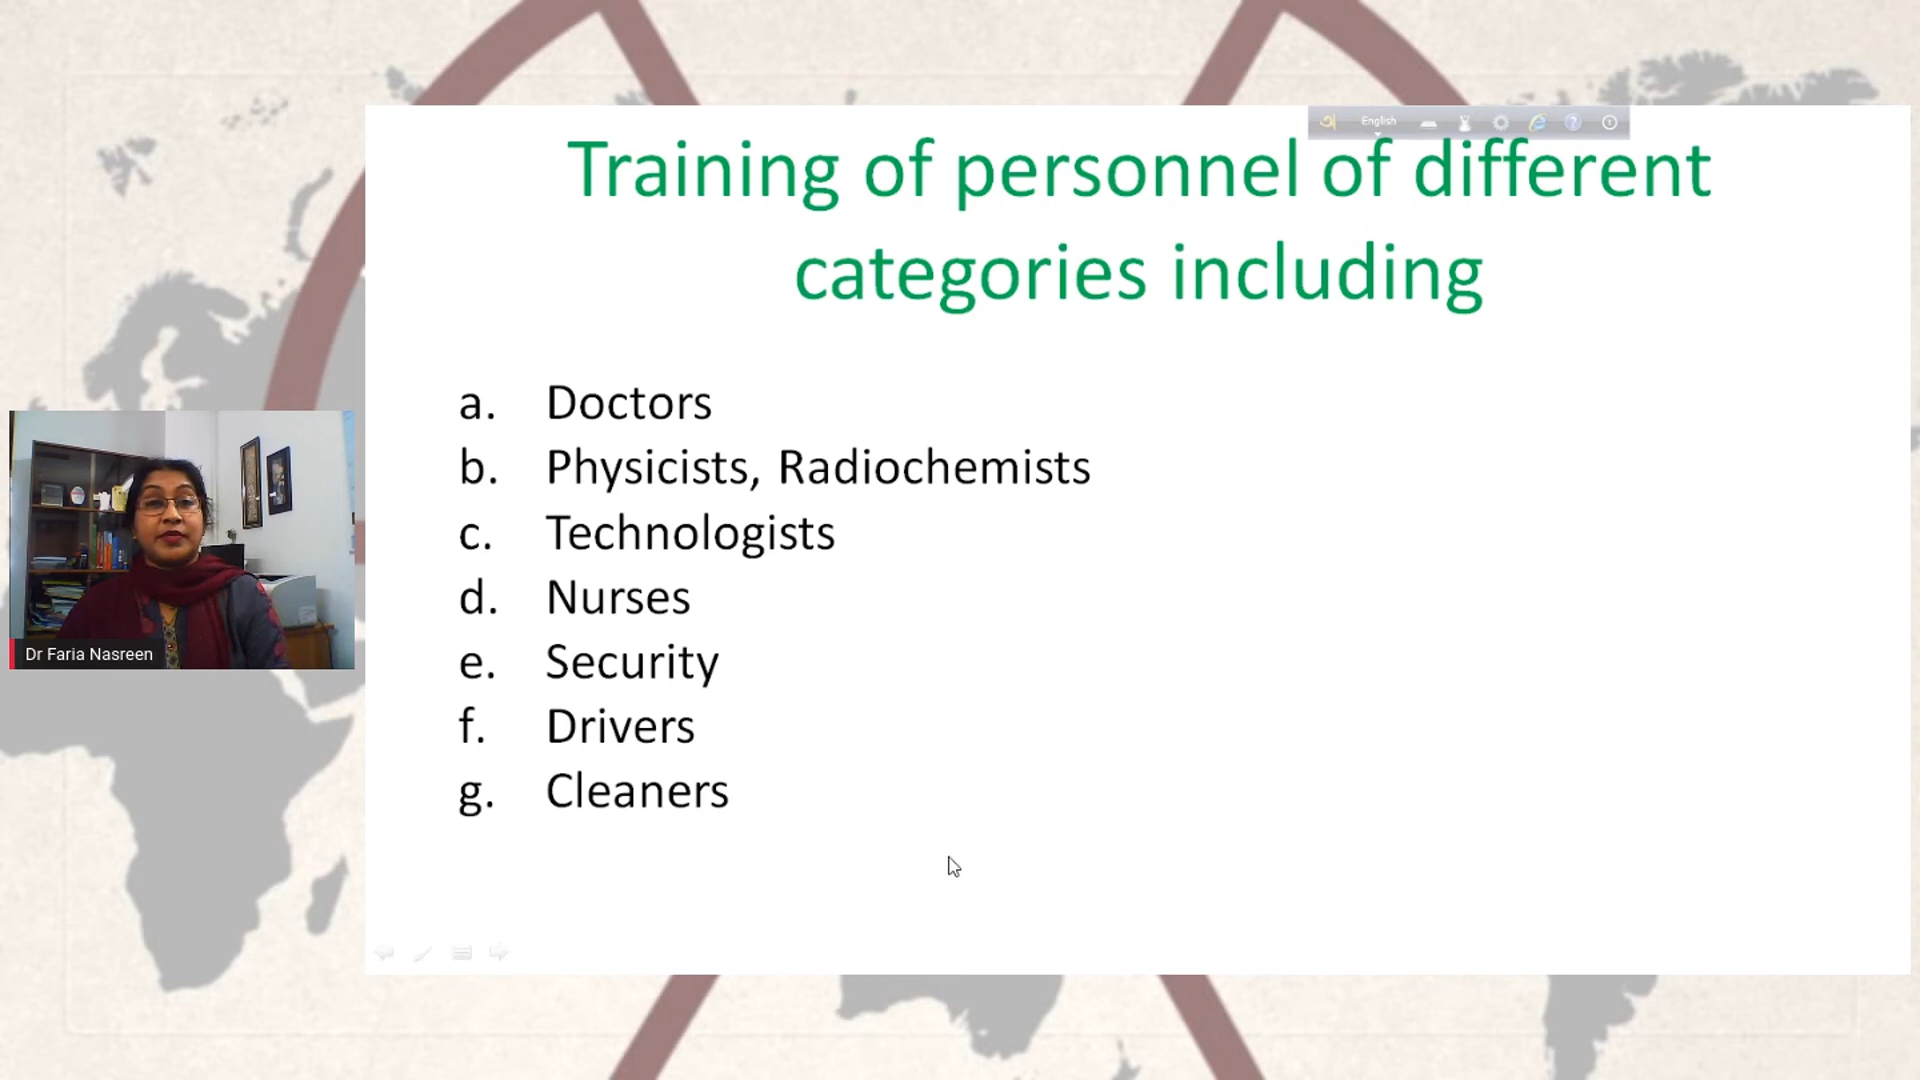 অ English
Training of personnel of different
categories including
a. Doctors
b. Physicists, Radiochemists
c. Technologists
d. Nurses
e. Security
f. Drivers
g. Cleaners
Dr Faria Nasreen